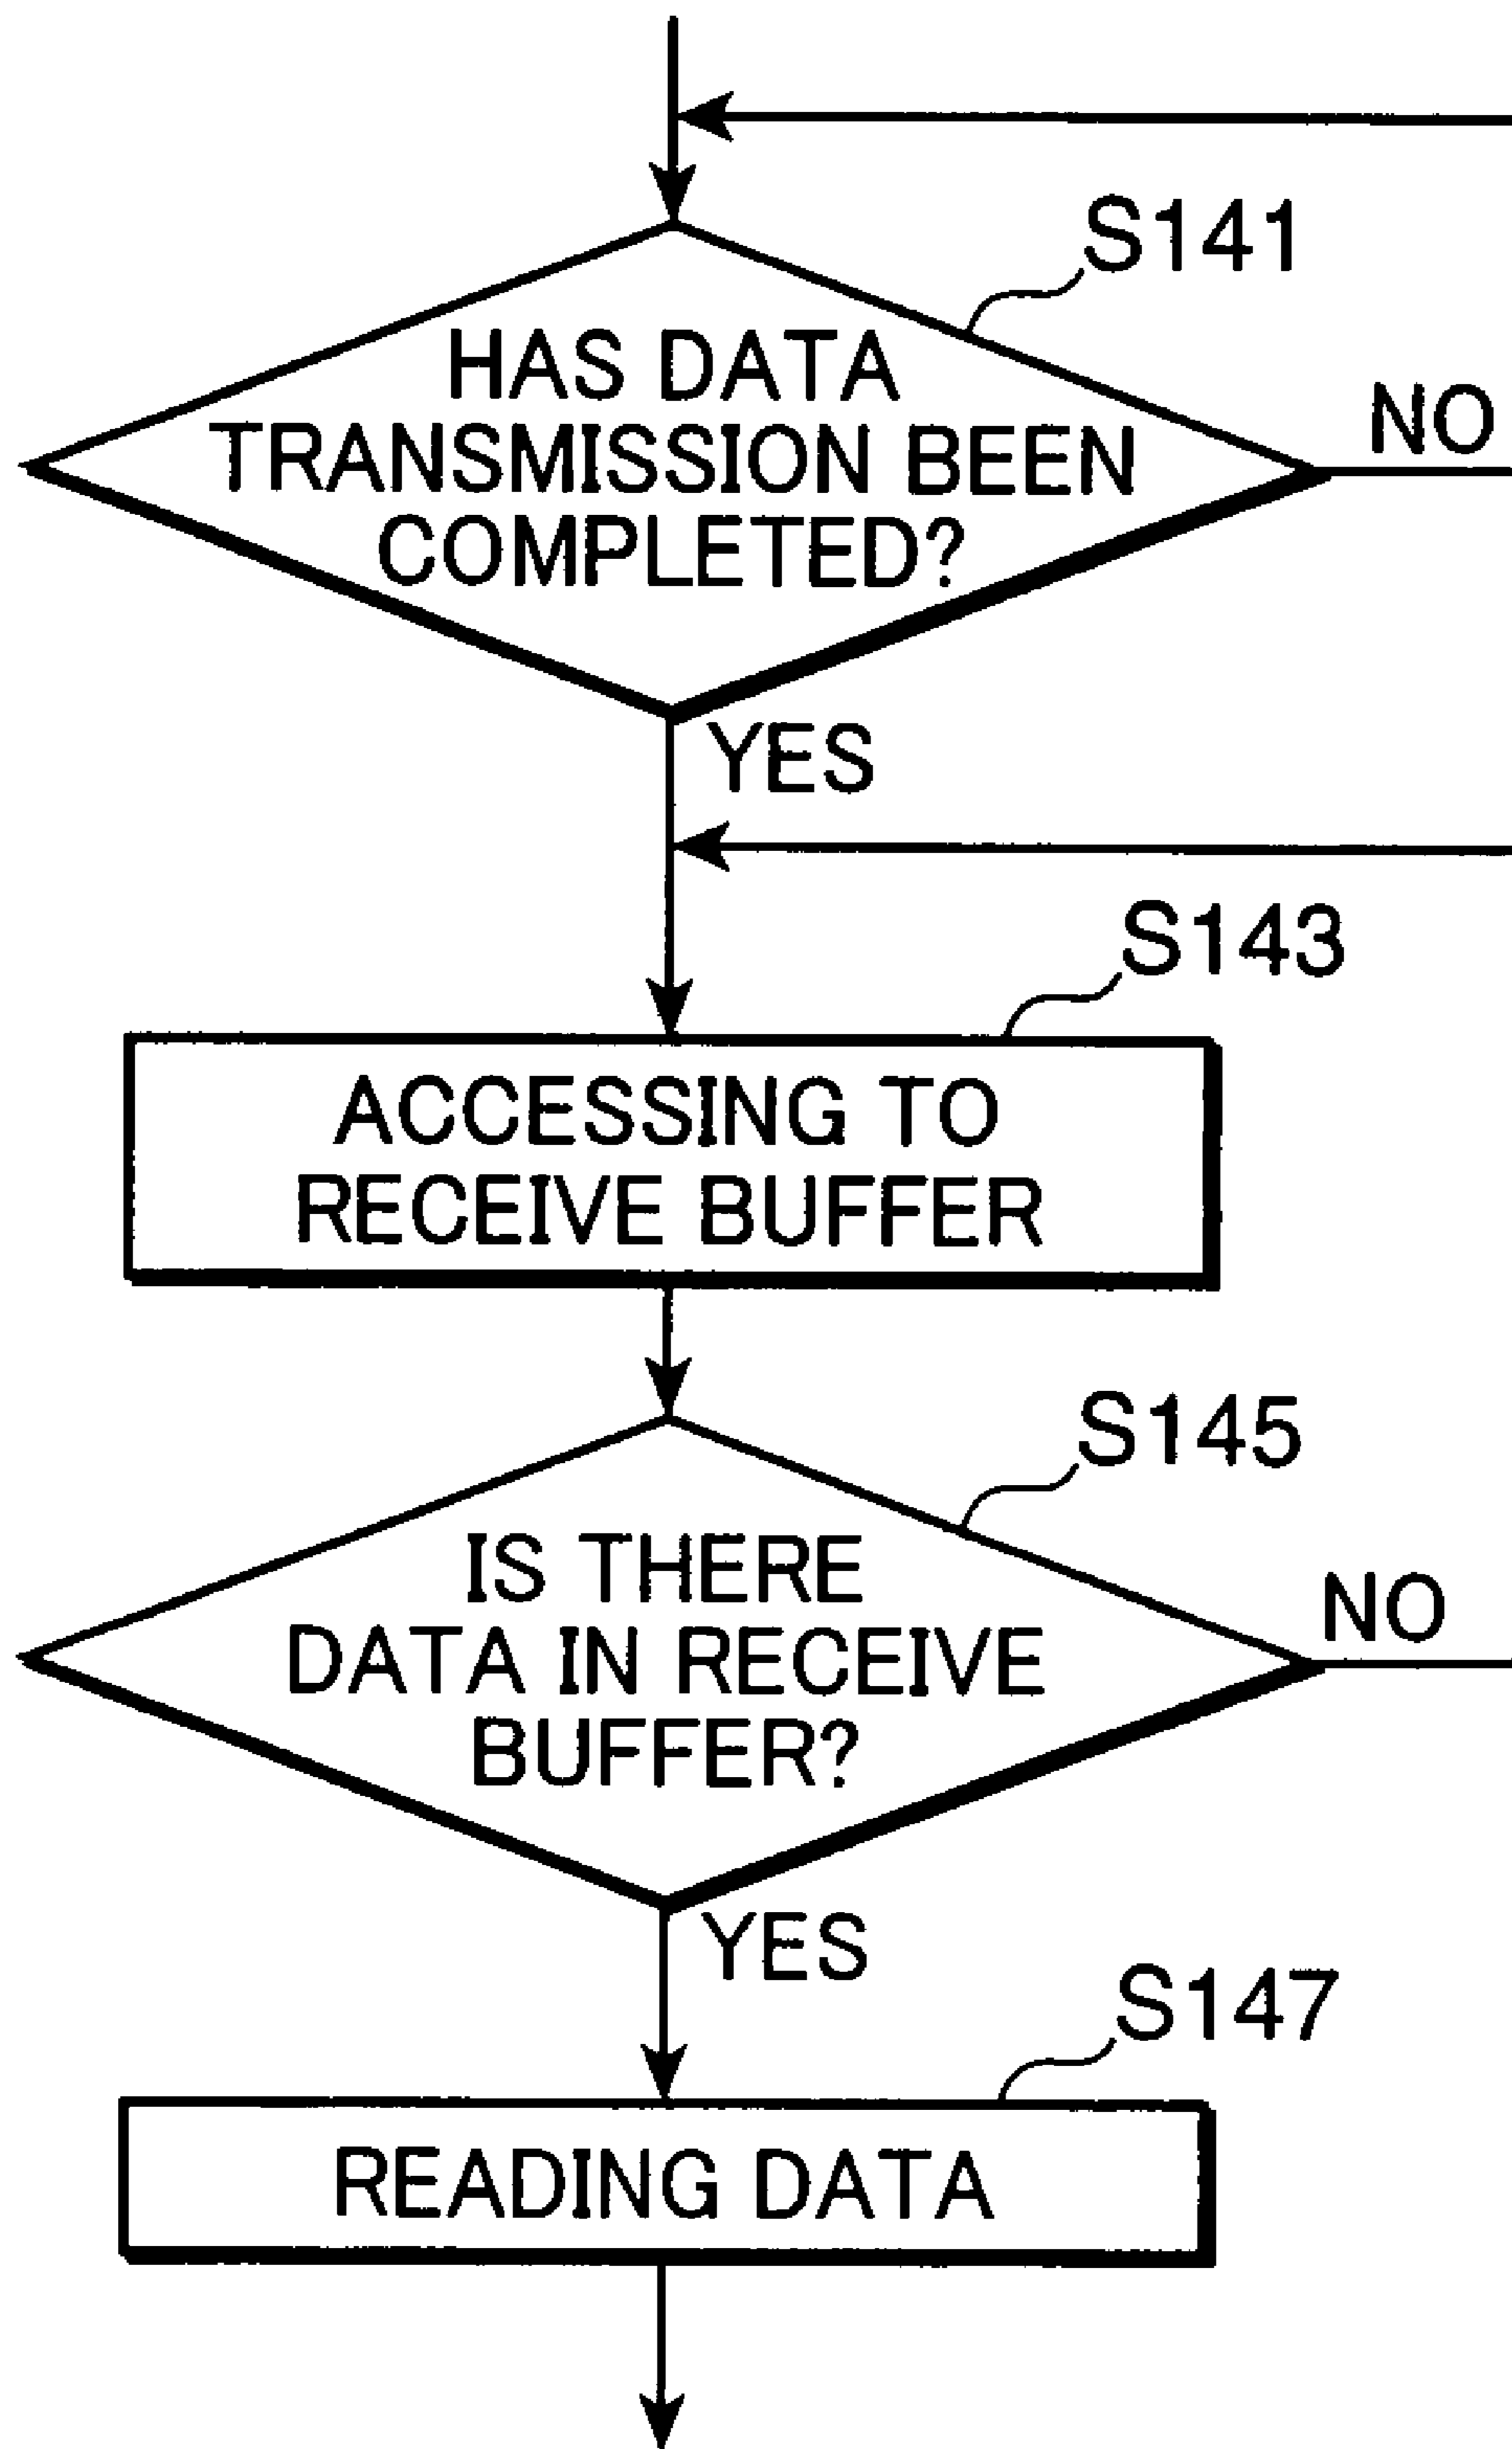 S141
HAS DATA
TRANSMISSION BEEN
COMPLETED?
NO
YES
S143
ACCESSING TO
RECEIVE BUFFER
S145
IS THERE
DATA IN RECEIVE
BUFFER?
NO
YES
S147
READING DATA